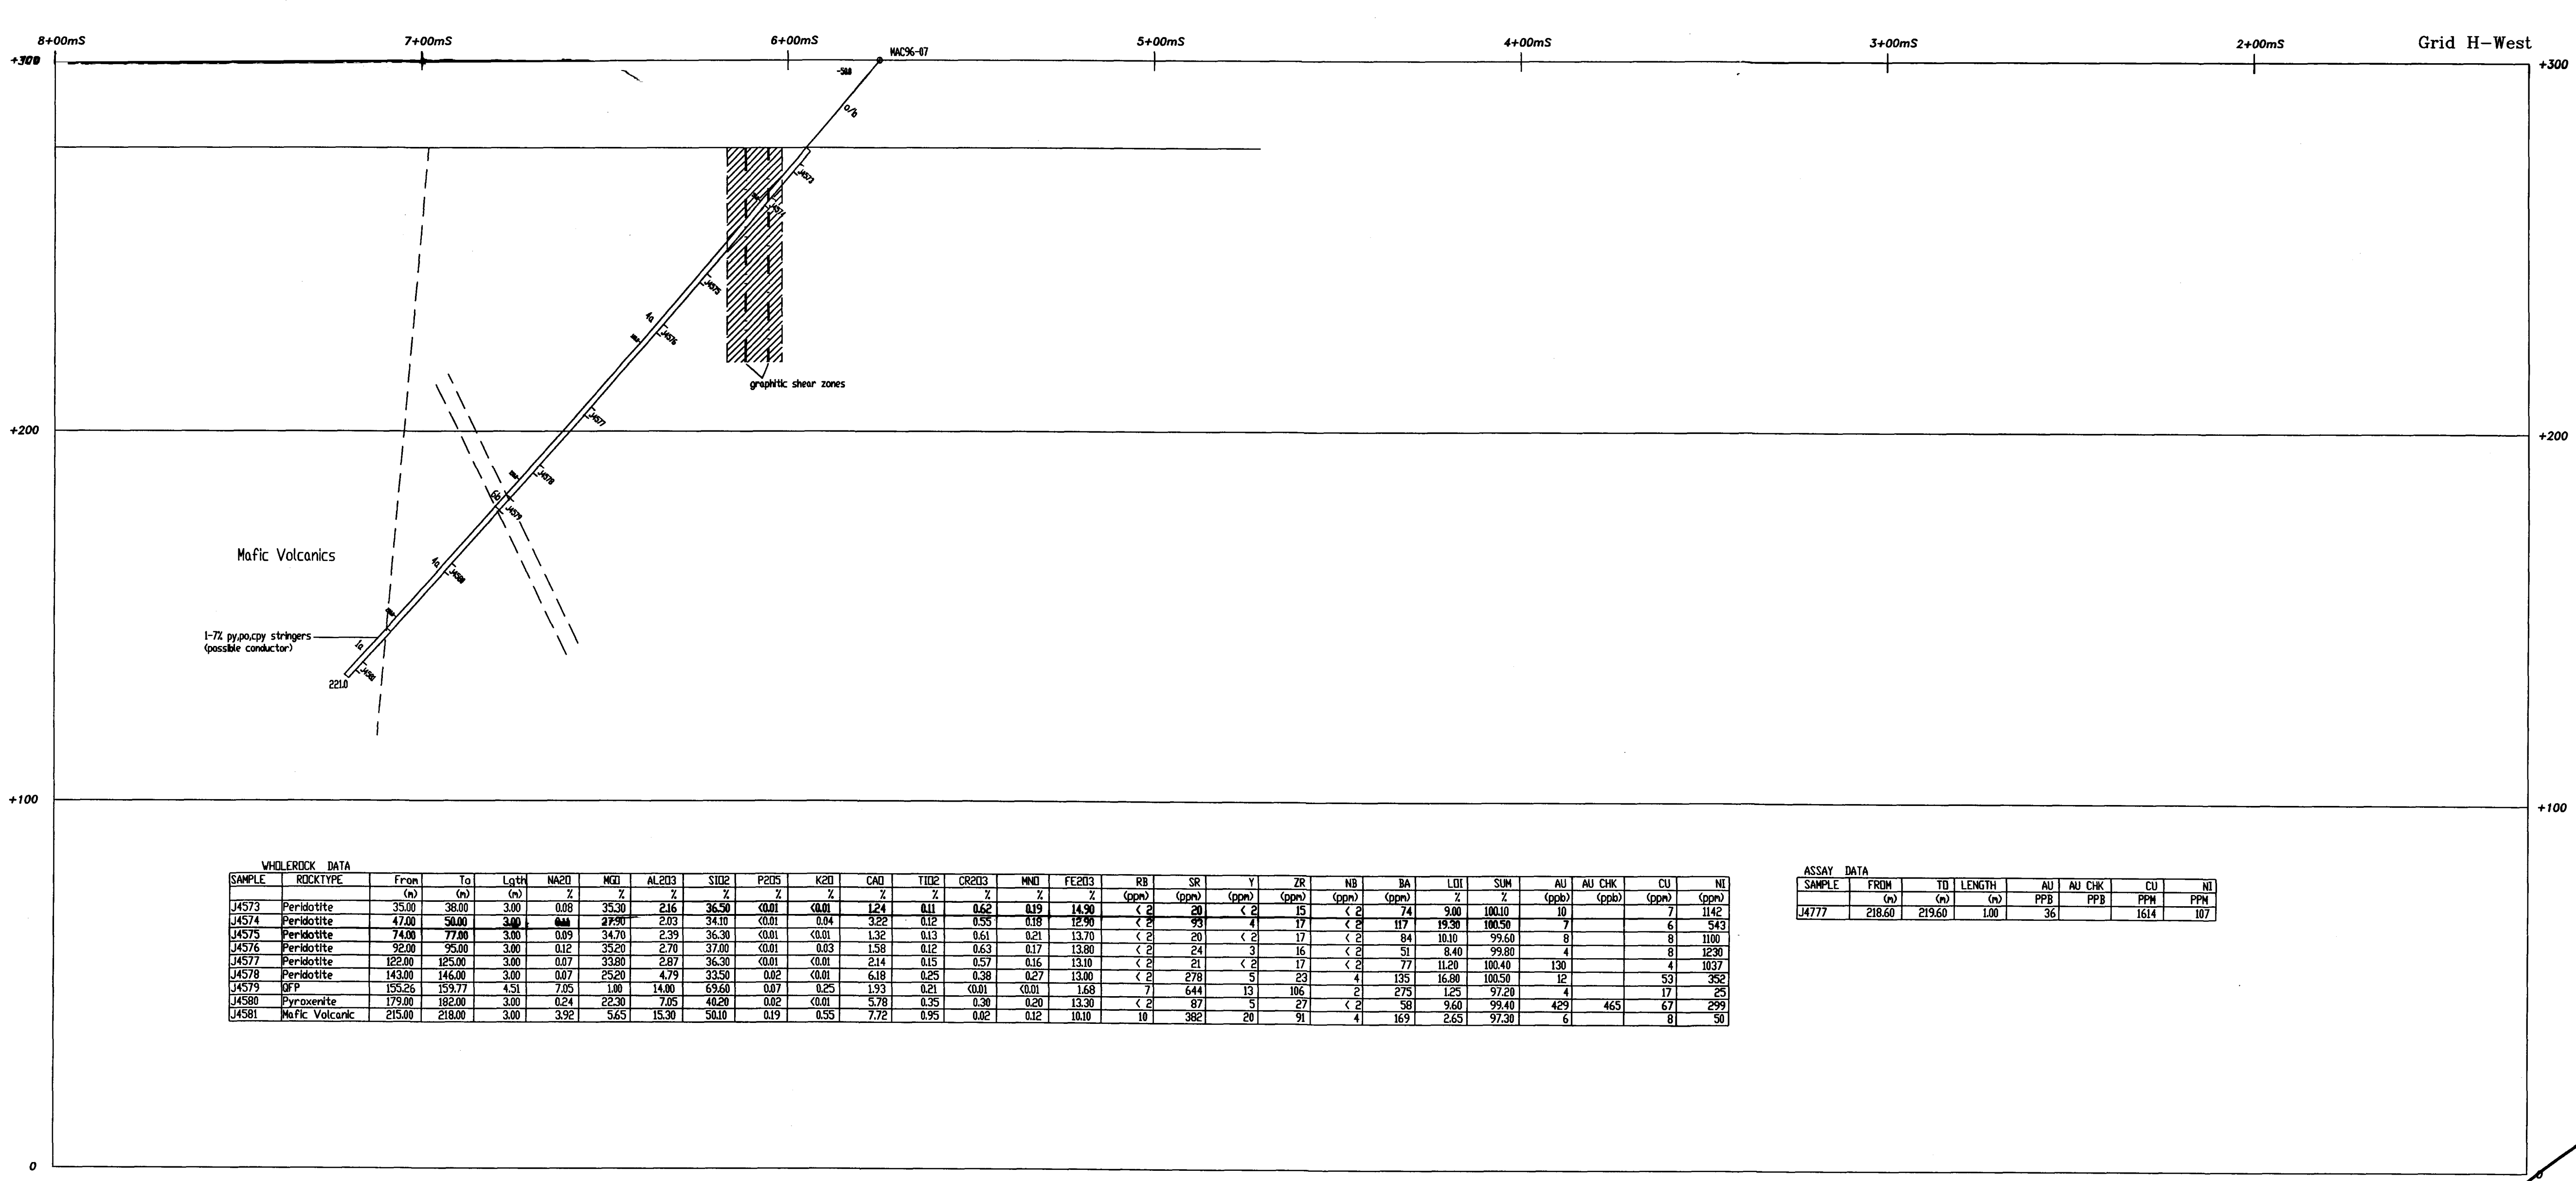 8+00mS 7+00mS 6+00mS 5+00mS 4+00mS 3+00mS 2+00mS Grid H-West
MAC96-07
+300
o/b
J4573
J4574
J4575
4a
J4576
graphitic shear zones
J4577
+200 +200
J4578
6b
J4579
Mafic Volcanics
4a
J4580
1-7% py,po,cpy stringers
(possible conductor)
1a
J4581
221.0
+100 +100
WHOLEROCK DATA
SAMPLE ROCKTYPE From To Lgth NA2O MGO AL2O3 SIO2 P2O5 K2O CAO TIO2 CR2O3 MNO FE2O3 RB SR Y ZR NB BA LOI SUM AU AU CHK CU NI
(m) (m) (m) % % % % % % % % % % % (ppm) (ppm) (ppm) (ppm) (ppm) (ppm) % % (ppb) (ppb) (ppm) (ppm)
J4573 Peridotite 35.00 38.00 3.00 0.08 35.30 2.16 36.50 <0.01 <0.01 1.24 0.11 0.62 0.19 14.90 < 2 20 < 2 15 < 2 74 9.00 100.10 10 7 1142
J4574 Peridotite 47.00 50.00 3.00 27.90 2.03 34.10 <0.01 0.04 3.22 0.12 0.55 0.18 12.90 < 2 93 4 17 < 2 117 19.30 100.50 7 6 543
J4575 Peridotite 74.00 77.00 3.00 0.09 34.70 2.39 36.30 <0.01 <0.01 1.32 0.13 0.61 0.21 13.70 < 2 20 < 2 17 < 2 84 10.10 99.60 8 8 1100
J4576 Peridotite 92.00 95.00 3.00 0.12 35.20 2.70 37.00 <0.01 0.03 1.58 0.12 0.63 0.17 13.80 < 2 24 3 16 < 2 51 8.40 99.80 4 8 1230
J4577 Peridotite 122.00 125.00 3.00 0.07 33.80 2.87 36.30 <0.01 <0.01 2.14 0.15 0.57 0.16 13.10 < 2 21 < 2 17 < 2 77 11.20 100.40 130 4 1037
J4578 Peridotite 143.00 146.00 3.00 0.07 25.20 4.79 33.50 0.02 <0.01 6.18 0.25 0.38 0.27 13.00 < 2 278 5 23 4 135 16.80 100.50 12 53 352
J4579 QFP 155.26 159.77 4.51 7.05 1.00 14.00 69.60 0.07 0.25 1.93 0.21 <0.01 <0.01 1.68 7 644 13 106 2 275 1.25 97.20 4 17 25
J4580 Pyroxenite 179.00 182.00 3.00 0.24 22.30 7.05 40.20 0.02 <0.01 5.78 0.35 0.30 0.20 13.30 < 2 87 5 27 < 2 58 9.60 99.40 429 465 67 299
J4581 Mafic Volcanic 215.00 218.00 3.00 3.92 5.65 15.30 50.10 0.19 0.55 7.72 0.95 0.02 0.12 10.10 10 382 20 91 4 169 2.65 97.30 6 8 50
ASSAY DATA
SAMPLE FROM TO LENGTH AU AU CHK CU NI
(m) (m) (m) PPB PPB PPM PPM
J4777 218.60 219.60 1.00 36 1614 107
0